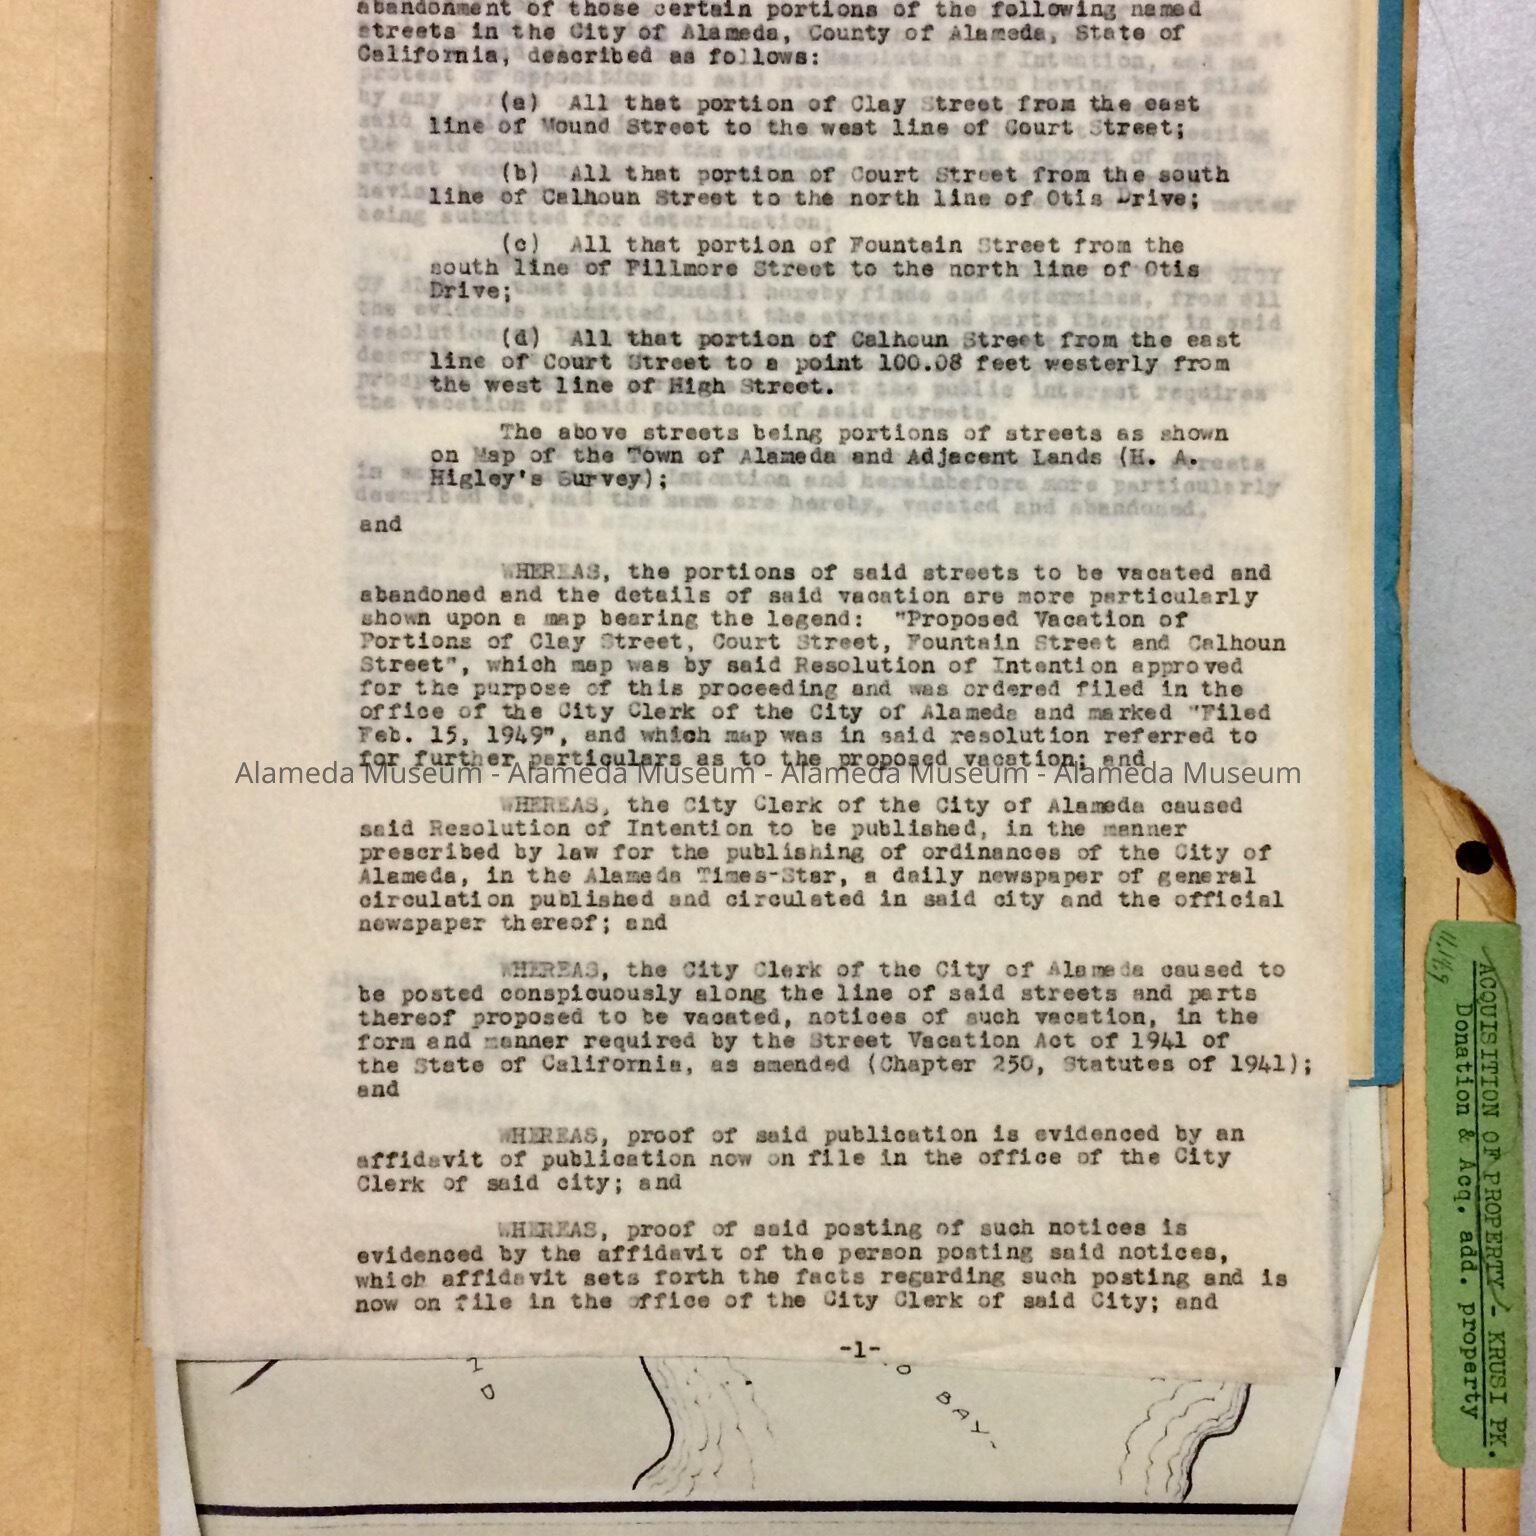 abandonment of those certain portions of the following named
streets in the City of Alameda, County of Alameda, State of
California, described as follows:
(a) All that portion of Clay Street from the east
line of Mound Street to the west line of Court Street;
(b) All that portion of Court Street from the south
line of Calhoun Street to the north line of Otis Drive;
(c) All that portion of Fountain Street from the
south line of Fillmore Street to the north line of Otis
Drive;
(d) All that portion of Calhoun Street from the east
line of Court Street to a point 100.08 feet westerly from
the west line of High Street.
The above streets being portions of streets as shown
on Map of the Town of Alameda and Adjacent Lands (H. A.
Higley's Survey);
and
WHEREAS, the portions of said streets to be vacated and
abandoned and the details of said vacation are more particularly
shown upon a map bearing the legend: "Proposed Vacation of
Portions of Clay Street, Court Street, Fountain Street and Calhoun
Street", which map was by said Resolution of Intention approved
for the purpose of this proceeding and was ordered filed in the
office of the City Clerk of the City of Alameda and marked "Filed
Feb. 15, 1949", and which map was in said resolution referred to
for further particulars as to the proposed vacation; and
Alameda Museum - Alameda Museum - Alameda Museum - Alameda Museum
WHEREAS, the City Clerk of the City of Alameda caused
said Resolution of Intention to be published, in the manner
prescribed by law for the publishing of ordinances of the City of
Alameda, in the Alameda Times-Star, a daily newspaper of general
circulation published and circulated in said city and the official
newspaper thereof; and
WHEREAS, the City Clerk of the City of Alameda caused to
be posted conspicuously along the line of said streets and parts
thereof proposed to be vacated, notices of such vacation, in the
form and manner required by the Street Vacation Act of 1941 of
the State of California, as amended (Chapter 250, Statutes of 1941);
and
WHEREAS, proof of said publication is evidenced by an
affidavit of publication now on file in the office of the City
Clerk of said city; and
WHEREAS, proof of said posting of such notices is
evidenced by the affidavit of the person posting said notices,
which affidavit sets forth the facts regarding such posting and is
now on file in the office of the City Clerk of said City; and
-1-
BAY
ACQUISITION OF PROPERTY - KRUSI PK.
Donation & Acq. add. property